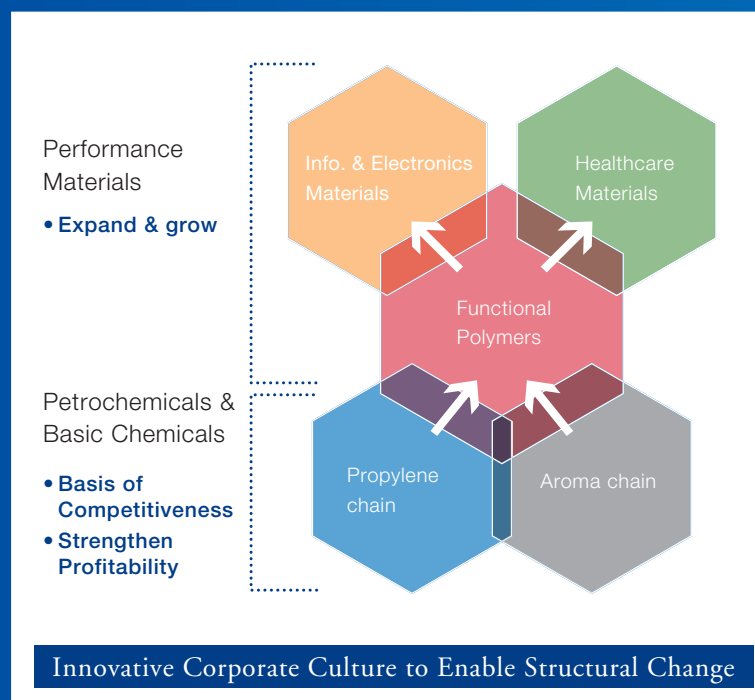 Performance
Materials
• Expand & grow
Info. & Electronics
Materials
Healthcare
Materials
Functional
Polymers
Petrochemicals &
Basic Chemicals
• Basis of
Competitiveness
• Strengthen
Profitability
Propylene
chain
Aroma chain
Innovative Corporate Culture to Enable Structural Change